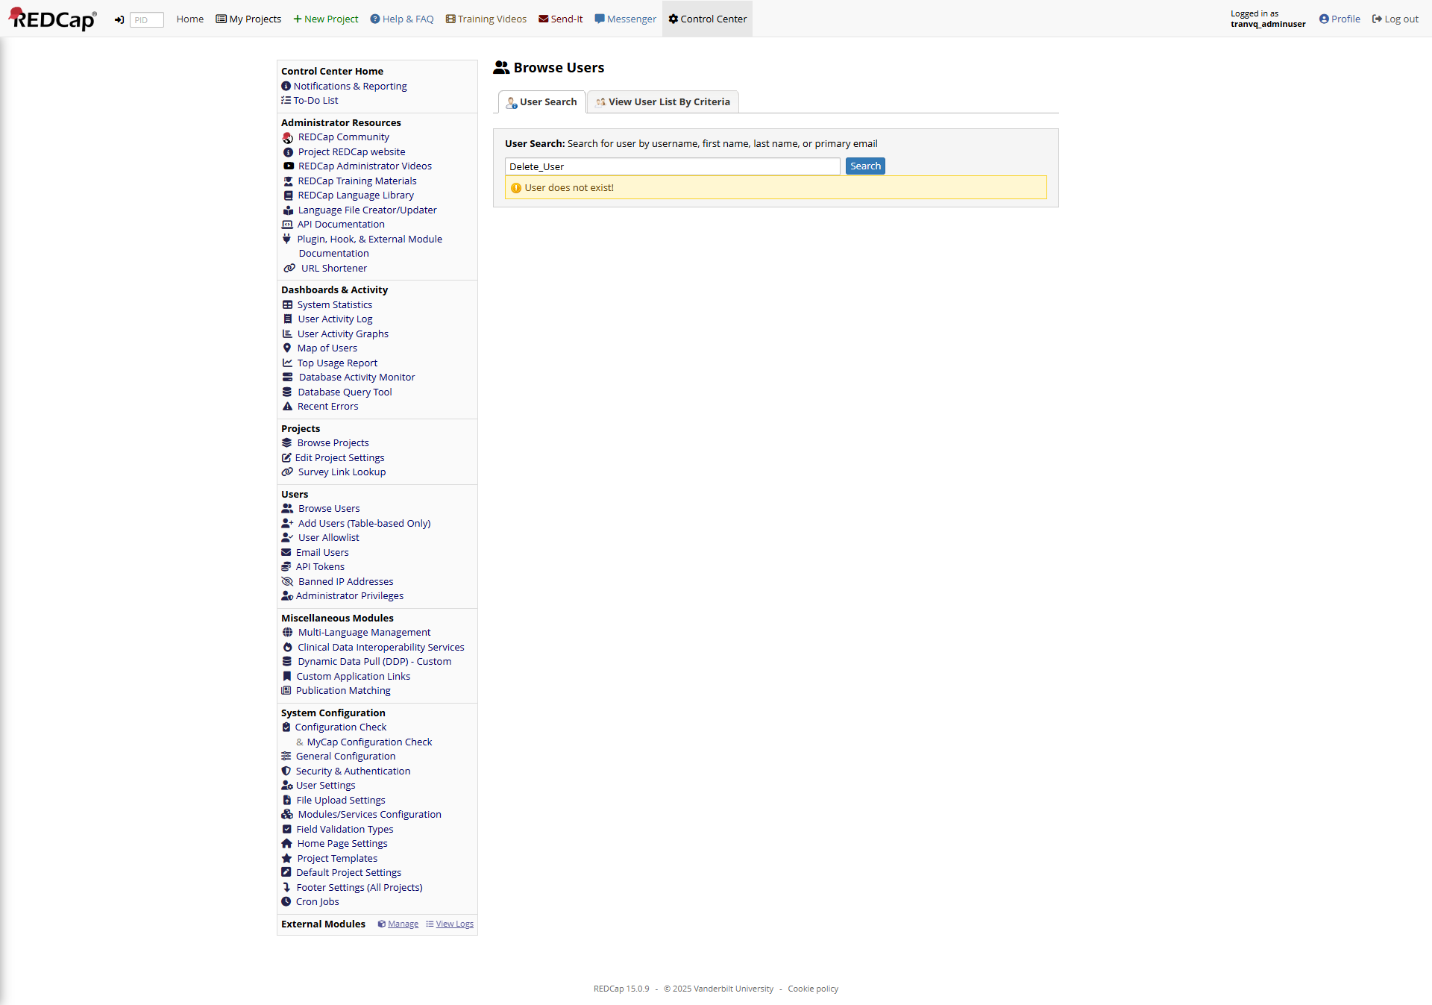 REDCap®
PID
Home
My Projects
New Project
Help & FAQ
Training Videos
Send-It
Messenger
Control Center
Logged in as
tranvq_adminuser
Profile
Log out
Control Center Home
Notifications & Reporting
To-Do List
Administrator Resources
REDCap Community
Project REDCap website
REDCap Administrator Videos
REDCap Training Materials
REDCap Language Library
Language File Creator/Updater
API Documentation
Plugin, Hook, & External Module
Documentation
URL Shortener
Dashboards & Activity
System Statistics
User Activity Log
User Activity Graphs
Map of Users
Top Usage Report
Database Activity Monitor
Database Query Tool
Recent Errors
Projects
Browse Projects
Edit Project Settings
Survey Link Lookup
Users
Browse Users
Add Users (Table-based Only)
User Allowlist
Email Users
API Tokens
Banned IP Addresses
Administrator Privileges
Miscellaneous Modules
Multi-Language Management
Clinical Data Interoperability Services
Dynamic Data Pull (DDP) - Custom
Custom Application Links
Publication Matching
System Configuration
Configuration Check
& MyCap Configuration Check
General Configuration
Security & Authentication
User Settings
File Upload Settings
Modules/Services Configuration
Field Validation Types
Home Page Settings
Project Templates
Default Project Settings
Footer Settings (All Projects)
Cron Jobs
External Modules Manage View Logs
Browse Users
User Search
View User List By Criteria
User Search: Search for user by username, first name, last name, or primary email
Delete_User
Search
User does not exist!
REDCap 15.0.9 - © 2025 Vanderbilt University - Cookie policy